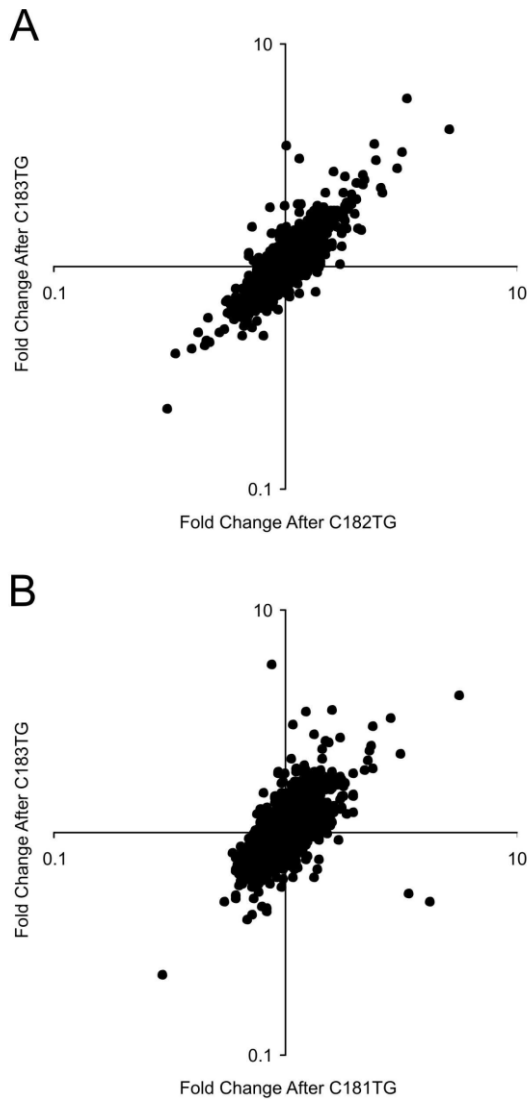 A
10
Fold Change After C183TG
0.1
10
0.1
Fold Change After C182TG
B
10
Fold Change After C183TG
0.1
10
0.1
Fold Change After C181TG